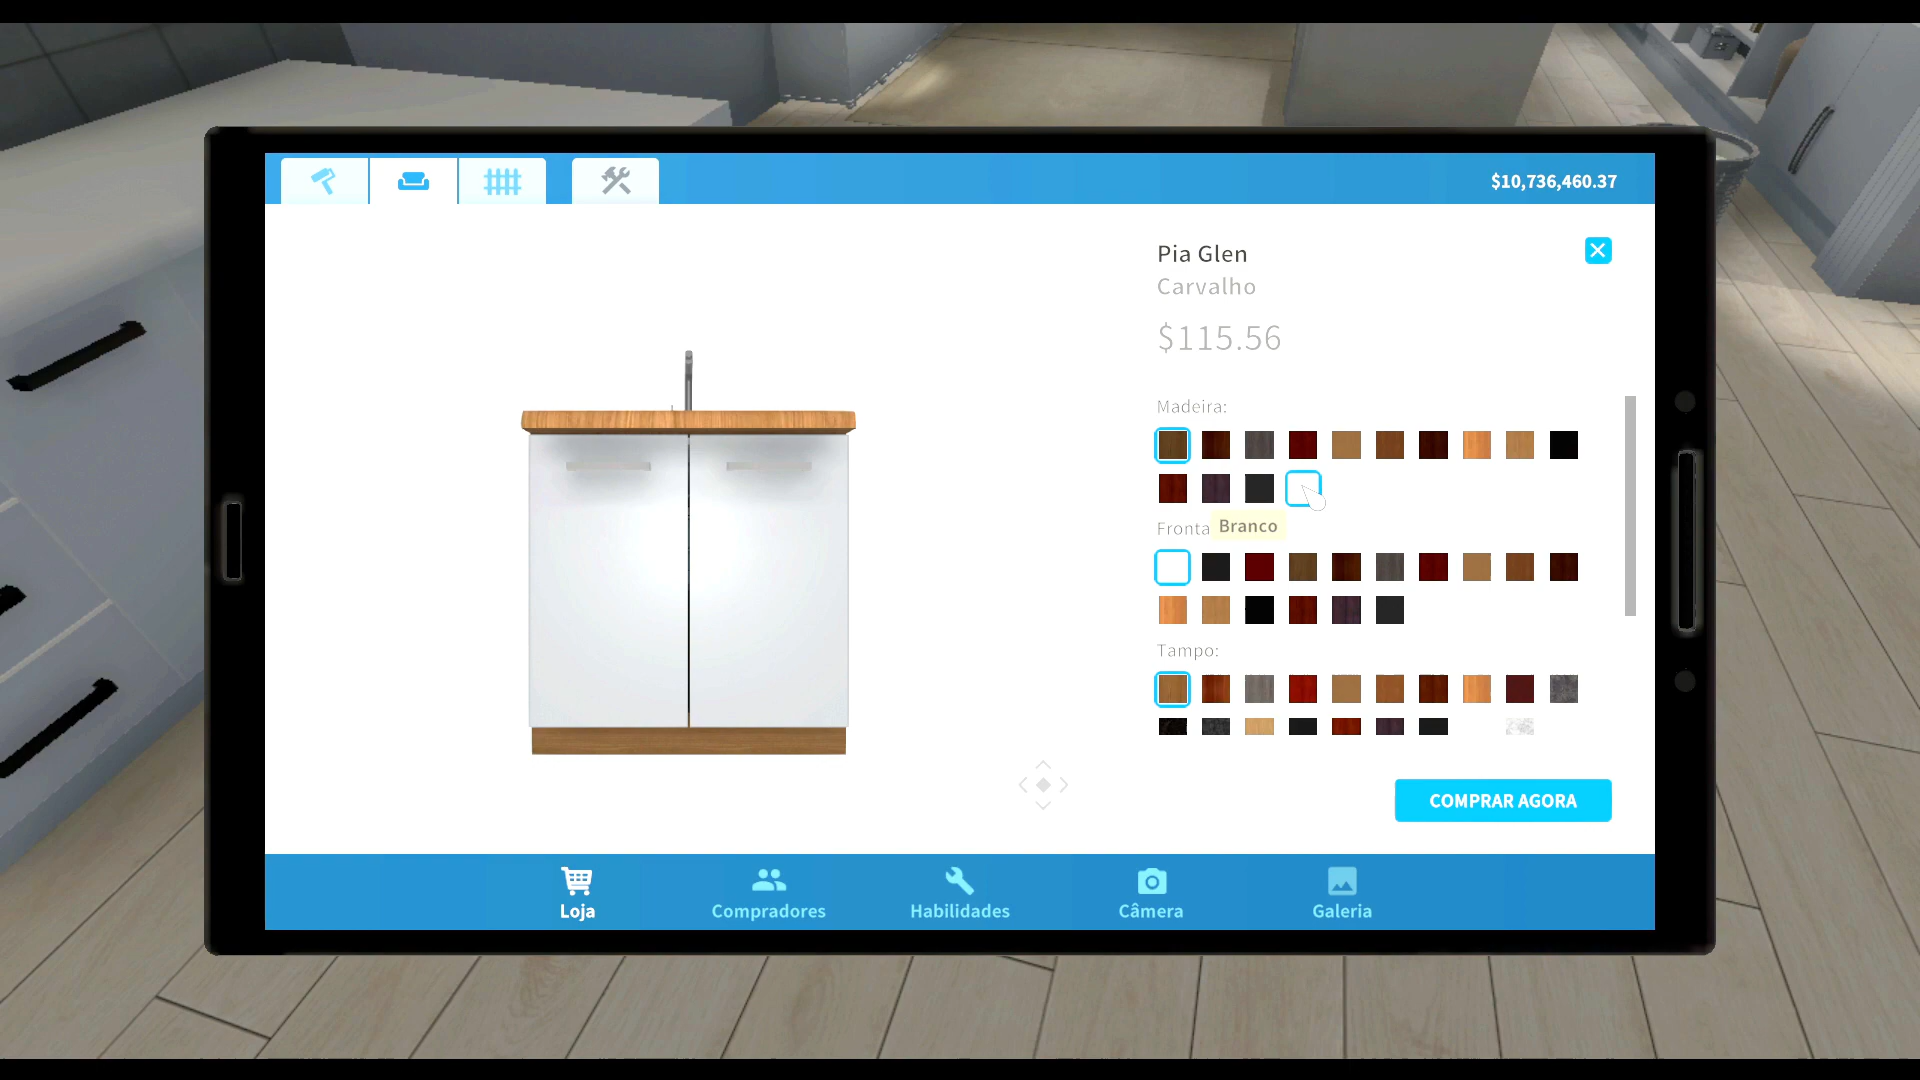 $10,736,460.37
Pia Glen
Carvalho
$115.56
Madeira:
Branco
Fronta
Tampo:
COMPRAR AGORA
Loja
Compradores
Habilidades
Câmera
Galeria